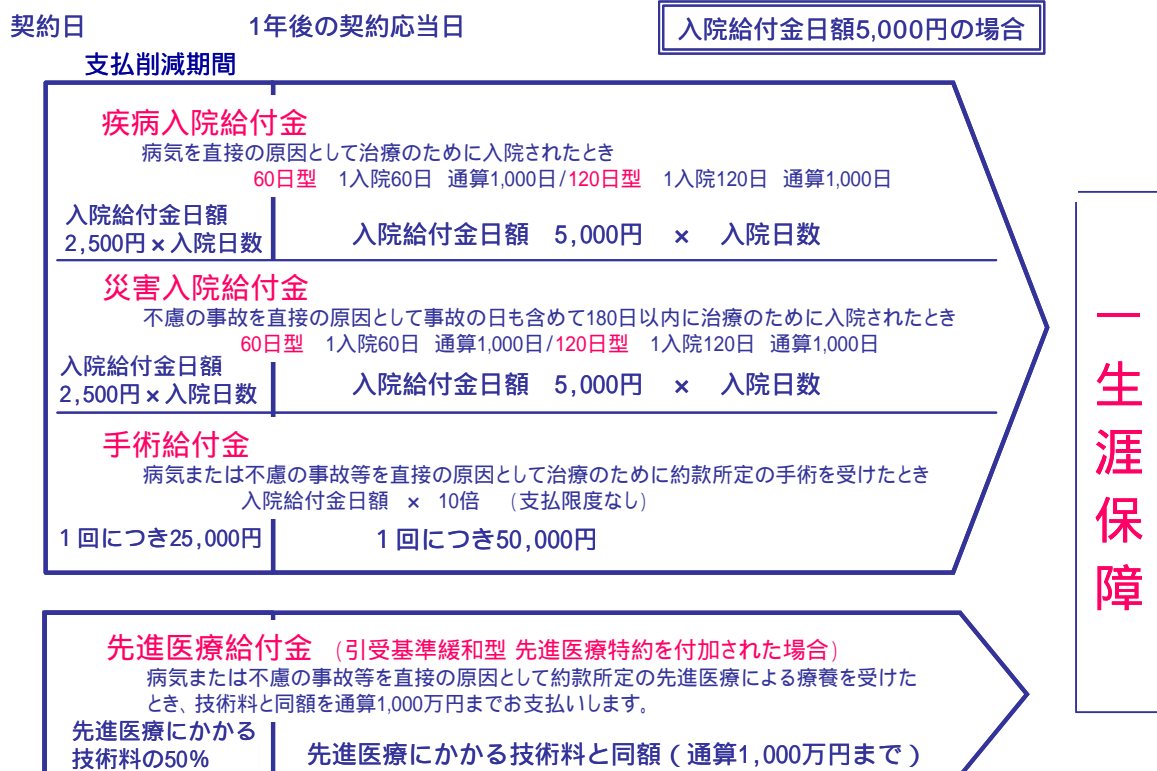 契約日 1年後の契約応当日 入院給付金日額5,000円の場合
支払削減期間
疾病入院給付金
病気を直接の原因として治療のために入院されたとき
60日型 1入院60日 通算1,000日/120日型 1入院120日 通算1,000日
入院給付金日額
2,500円×入院日数
入院給付金日額 5,000円 × 入院日数
災害入院給付金
不慮の事故を直接の原因として事故の日も含めて180日以内に治療のために入院されたとき
60日型 1入院60日 通算1,000日/120日型 1入院120日 通算1,000日
入院給付金日額
2,500円×入院日数
入院給付金日額 5,000円 × 入院日数
手術給付金
病気または不慮の事故等を直接の原因として治療のために約款所定の手術を受けたとき
入院給付金日額 × 10倍 (支払限度なし)
1回につき25,000円 1回につき50,000円
先進医療給付金 (引受基準緩和型 先進医療特約を付加された場合)
病気または不慮の事故等を直接の原因として約款所定の先進医療による療養を受けた
とき、技術料と同額を通算1,000万円までお支払いします。
先進医療にかかる
技術料の50%
先進医療にかかる技術料と同額(通算1,000万円まで)
一生涯保障